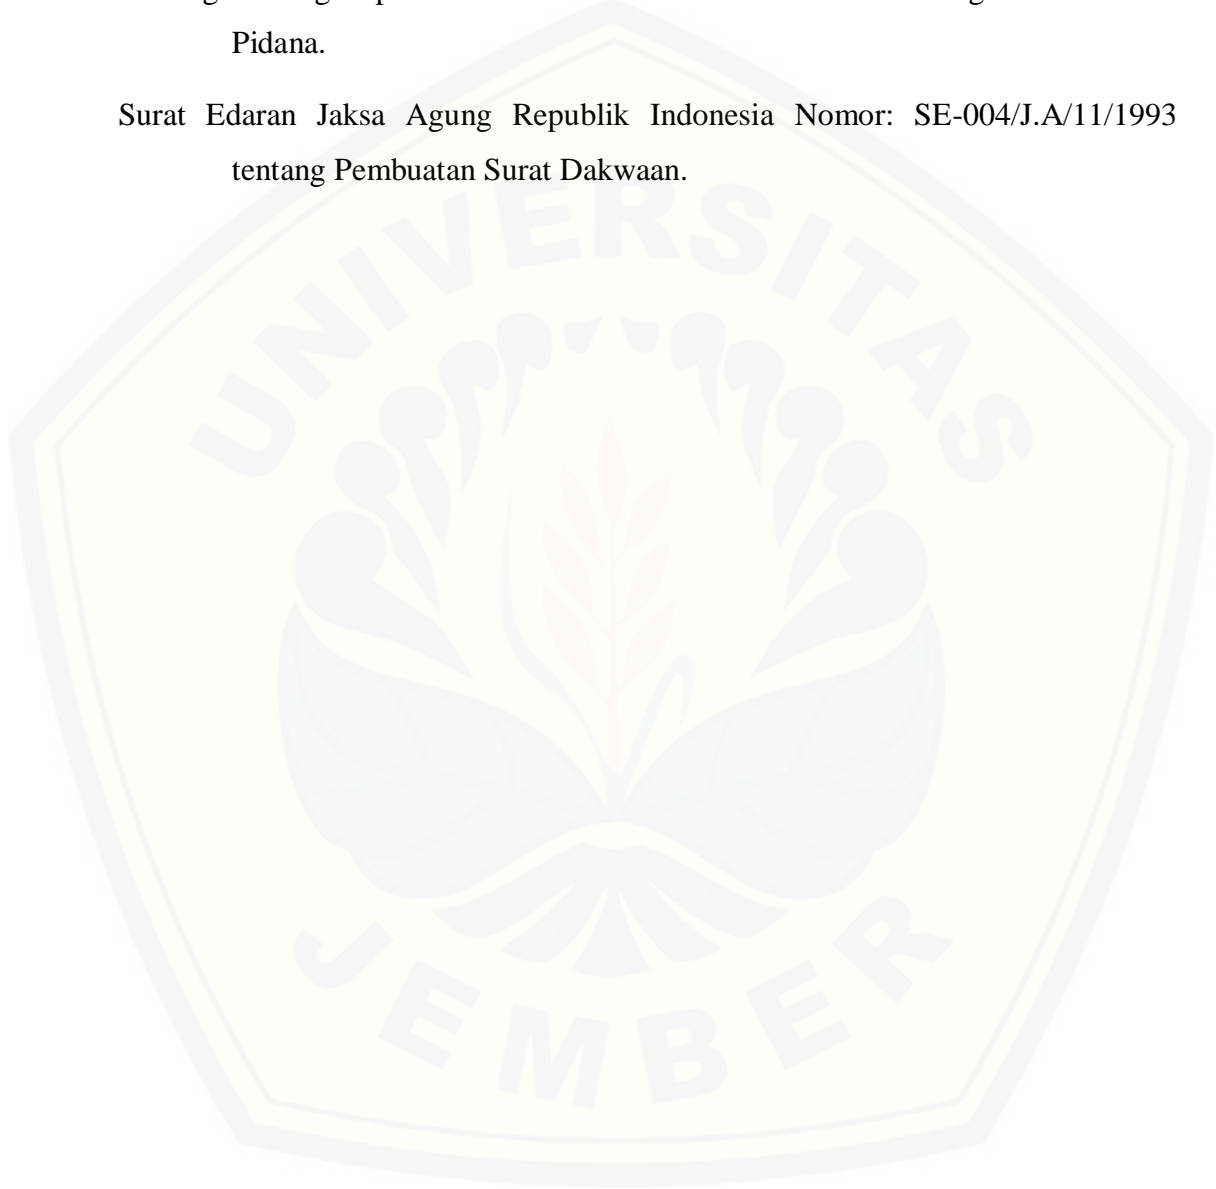 Pidana.
Surat Edaran Jaksa Agung Republik Indonesia Nomor: SE-004/J.A/11/1993
tentang Pembuatan Surat Dakwaan.
UNIVERSITAS
JEMBER